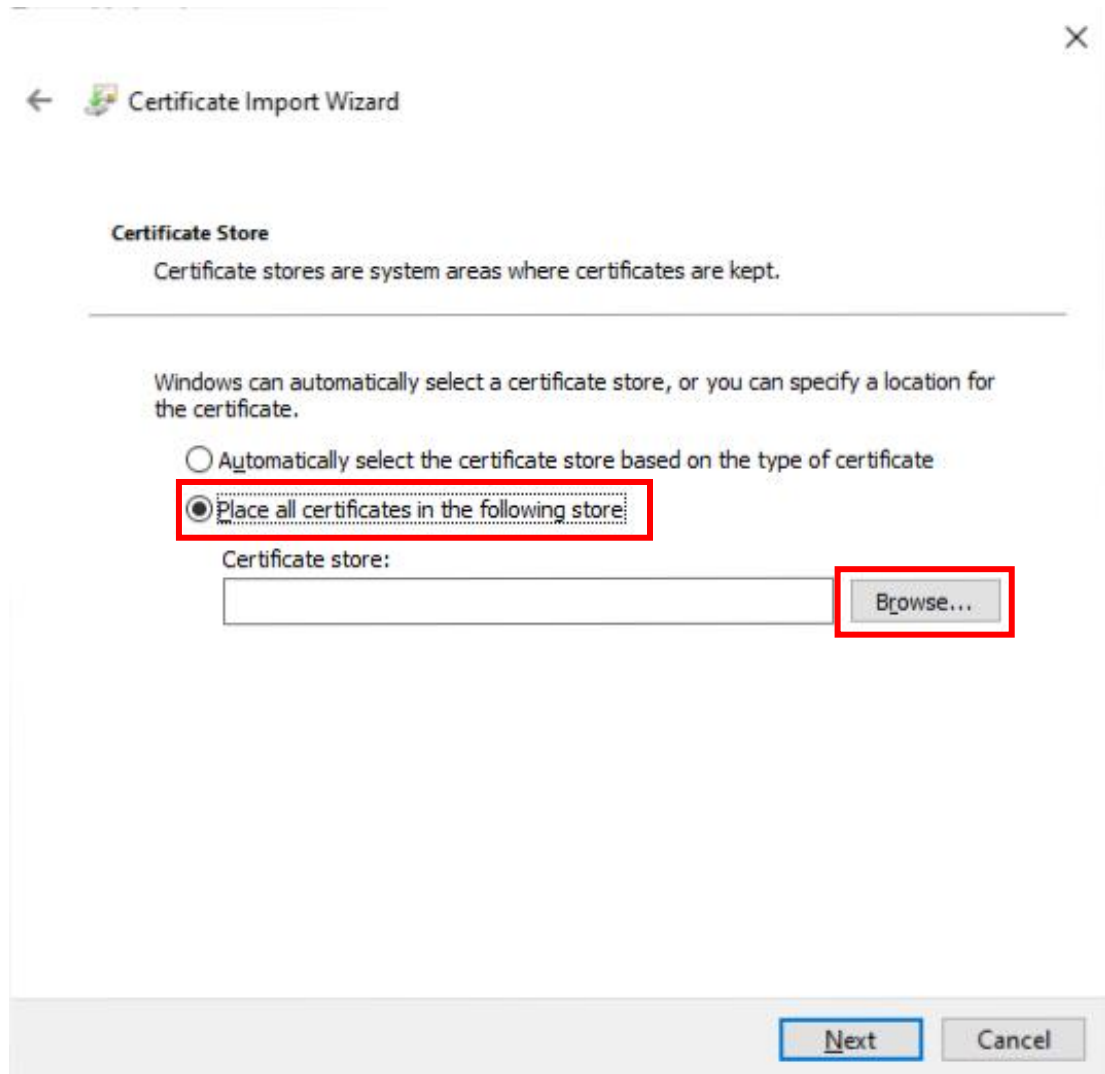 Certificate Import Wizard
Certificate Store
Certificate stores are system areas where certificates are kept.
Windows can automatically select a certificate store, or you can specify a location for
the certificate.
Automatically select the certificate store based on the type of certificate
Place all certificates in the following store
Certificate store:
Browse...
Next
Cancel